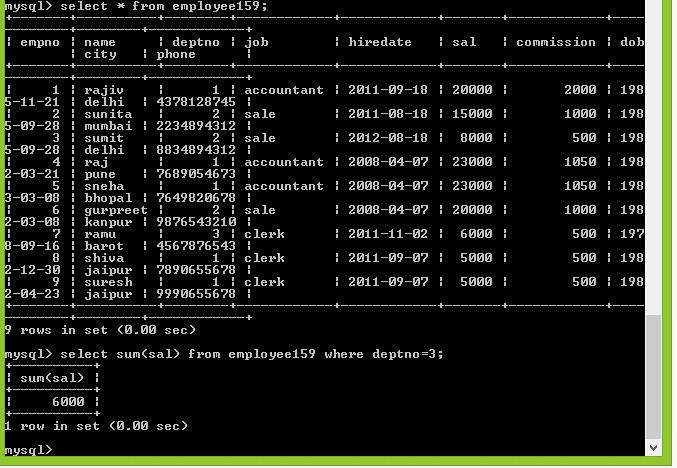 mysql> select * from employee159;
+-------+----------+-----------+------------+------------+-------+------------+-----
--------+--------+------------+
| empno | name | deptno | job | hiredate | sal | commission | dob
| city | phone |
+-------+----------+-----------+------------+------------+-------+------------+-----
--------+--------+------------+
| 1 | rajiv | 1 | accountant | 2011-09-18 | 20000 | 2000 | 198
5-11-21 | delhi | 4378128745 |
| 2 | sunita | 2 | sale | 2011-08-18 | 15000 | 1000 | 198
5-09-28 | mumbai | 2234894312 |
| 3 | sumit | 2 | sale | 2012-08-18 | 8000 | 500 | 198
5-09-28 | delhi | 8834894312 |
| 4 | raj | 1 | accountant | 2008-04-07 | 23000 | 1050 | 198
2-03-21 | pune | 7689054673 |
| 5 | sneha | 1 | accountant | 2008-04-07 | 23000 | 1050 | 198
3-03-08 | bhopal | 7649820678 |
| 6 | gurpreet | 2 | sale | 2008-04-07 | 20000 | 1000 | 198
2-03-08 | kanpur | 9876543210 |
| 7 | ramu | 3 | clerk | 2011-11-02 | 6000 | 500 | 197
8-09-16 | barot | 4567876543 |
| 8 | shiva | 1 | clerk | 2011-09-07 | 5000 | 500 | 198
2-12-30 | jaipur | 7890655678 |
| 9 | suresh | 1 | clerk | 2011-09-07 | 5000 | 500 | 198
2-04-23 | jaipur | 9990655678 |
+-------+----------+-----------+------------+------------+-------+------------+-----
--------+--------+------------+
9 rows in set (0.00 sec)
mysql> select sum(sal) from employee159 where deptno=3;
+----------+
| sum(sal) |
+----------+
| 6000 |
+----------+
1 row in set (0.00 sec)
mysql>